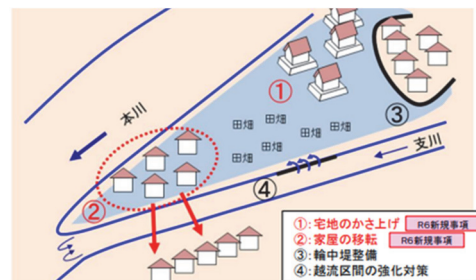 ①
本川
田畑 田畑
③
田畑 田畑 田畑
田畑
支川
②
④
①:宅地のかさ上げ R6新規事項
②:家屋の移転 R6新規事項
③:輪中堤整備
④:越流区間の強化対策